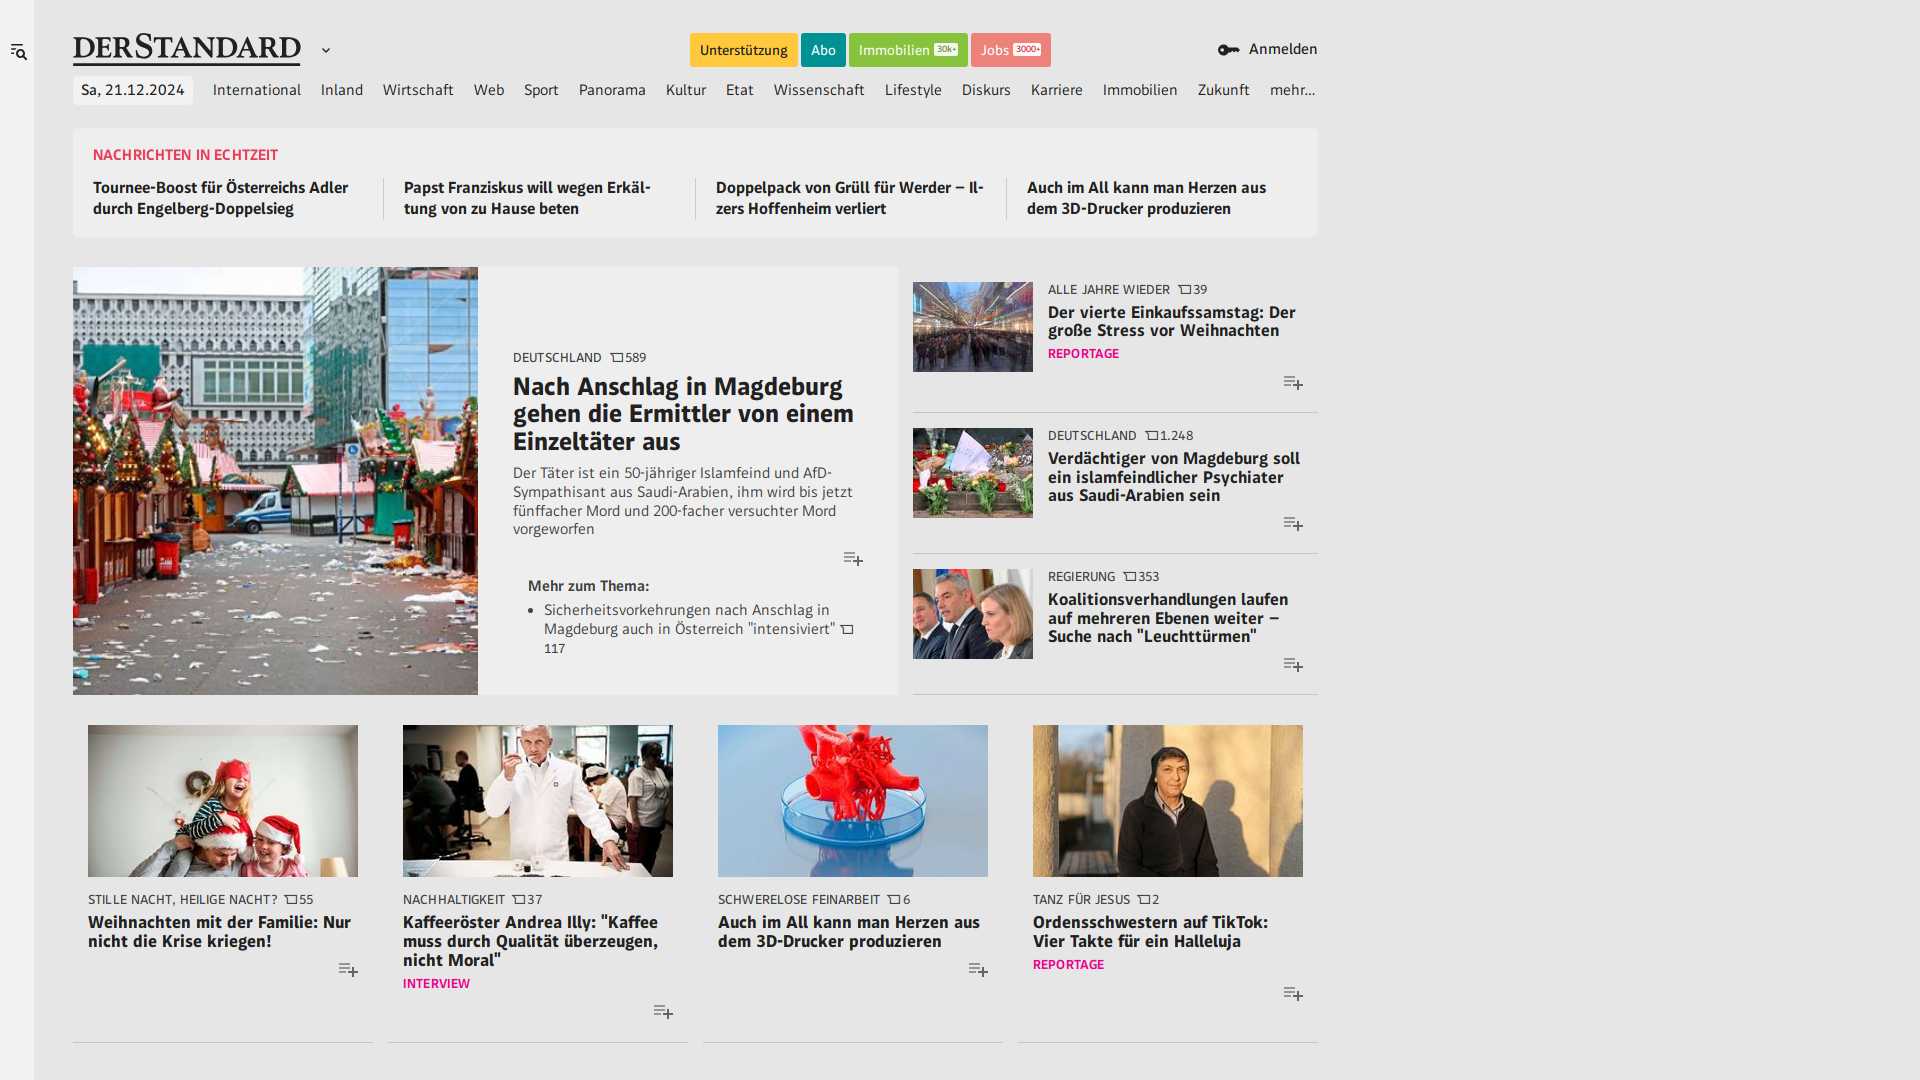 DERSTANDARD
Unterstützung
Abo
Immobilien 30k+
Jobs 3000+
Anmelden
Sa, 21.12.2024
International
Inland
Wirtschaft
Web
Sport
Panorama
Kultur
Etat
Wissenschaft
Lifestyle
Diskurs
Karriere
Immobilien
Zukunft
mehr...
NACHRICHTEN IN ECHTZEIT
Tournee-Boost für Österreichs Adler
durch Engelberg-Doppelsieg
Papst Franziskus will wegen Erkäl-
tung von zu Hause beten
Doppelpack von Grüll für Werder – Il-
zers Hoffenheim verliert
Auch im All kann man Herzen aus
dem 3D-Drucker produzieren
DEUTSCHLAND 589
Nach Anschlag in Magdeburg
gehen die Ermittler von einem
Einzeltäter aus
Der Täter ist ein 50-jähriger Islamfeind und AfD-
Sympathisant aus Saudi-Arabien, ihm wird bis jetzt
fünffacher Mord und 200-facher versuchter Mord
vorgeworfen
Mehr zum Thema:
• Sicherheitsvorkehrungen nach Anschlag in
Magdeburg auch in Österreich "intensiviert"
117
ALLE JAHRE WIEDER 39
Der vierte Einkaufssamstag: Der
große Stress vor Weihnachten
REPORTAGE
DEUTSCHLAND 1.248
Verdächtiger von Magdeburg soll
ein islamfeindlicher Psychiater
aus Saudi-Arabien sein
REGIERUNG 353
Koalitionsverhandlungen laufen
auf mehreren Ebenen weiter –
Suche nach "Leuchttürmen"
STILLE NACHT, HEILIGE NACHT? 55
Weihnachten mit der Familie: Nur
nicht die Krise kriegen!
NACHHALTIGKEIT 37
Kaffeeröster Andrea Illy: "Kaffee
muss durch Qualität überzeugen,
nicht Moral"
INTERVIEW
SCHWERELOSE FEINARBEIT 6
Auch im All kann man Herzen aus
dem 3D-Drucker produzieren
TANZ FÜR JESUS 2
Ordensschwestern auf TikTok:
Vier Takte für ein Halleluja
REPORTAGE